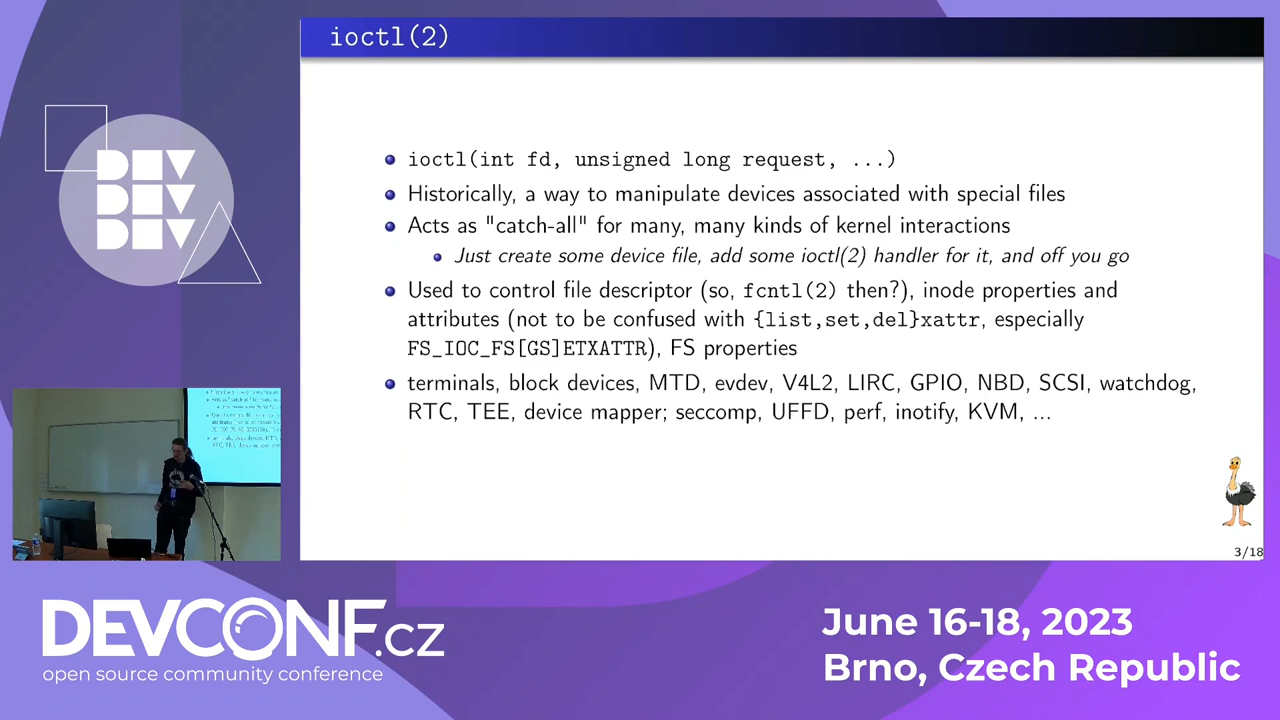 ioctl(2)
ioctl(int fd, unsigned long request, ...)
Historically, a way to manipulate devices associated with special files
Acts as "catch-all" for many, many kinds of kernel interactions
Just create some device file, add some ioctl(2) handler for it, and off you go
Used to control file descriptor (so, fcntl(2) then?), inode properties and
attributes (not to be confused with {list,set,del}xattr, especially
FS_IOC_FS[GS]ETXATTR), FS properties
terminals, block devices, MTD, evdev, V4L2, LIRC, GPIO, NBD, SCSI, watchdog,
RTC, TEE, device mapper; seccomp, UFFD, perf, inotify, KVM, ...
3/18
DEV
DEV
DEV
DEVCONF.cz
open source community conference
June 16-18, 2023
Brno, Czech Republic